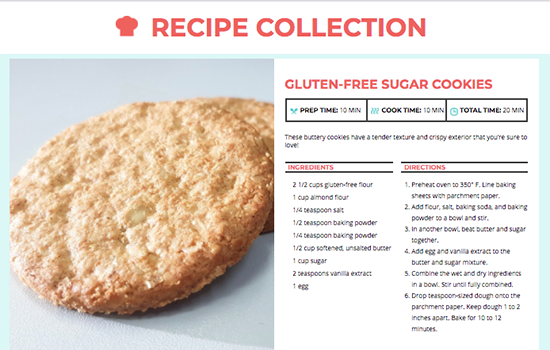 RECIPE COLLECTION
GLUTEN-FREE SUGAR COOKIES
PREP TIME: 10 MIN
COOK TIME: 10 MIN
TOTAL TIME: 20 MIN
These buttery cookies have a tender texture and crispy exterior that you're sure to
love!
INGREDIENTS
2 1/2 cups gluten-free flour
1 cup almond flour
1/4 teaspoon salt
1/2 teaspoon baking powder
1/4 teaspoon baking powder
1/2 cup softened, unsalted butter
1 cup sugar
2 teaspoons vanilla extract
1 egg
DIRECTIONS
1. Preheat oven to 350° F. Line baking
sheets with parchment paper.
2. Add flour, salt, baking soda, and baking
powder to a bowl and stir.
3. In another bowl, beat butter and sugar
together.
4. Add egg and vanilla extract to the
butter and sugar mixture.
5. Combine the wet and dry ingredients
in a bowl. Stir until fully combined.
6. Drop teaspoon-sized dough onto the
parchment paper. Keep dough 1 to 2
inches apart. Bake for 10 to 12
minutes.